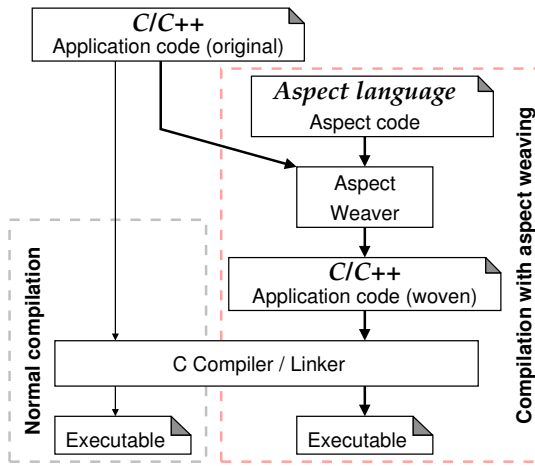 C/C++
Application code (original)
Aspect language
Aspect code
Aspect
Weaver
C/C++
Application code (woven)
C Compiler / Linker
Executable
Executable
Normal compilation
Compilation with aspect weaving